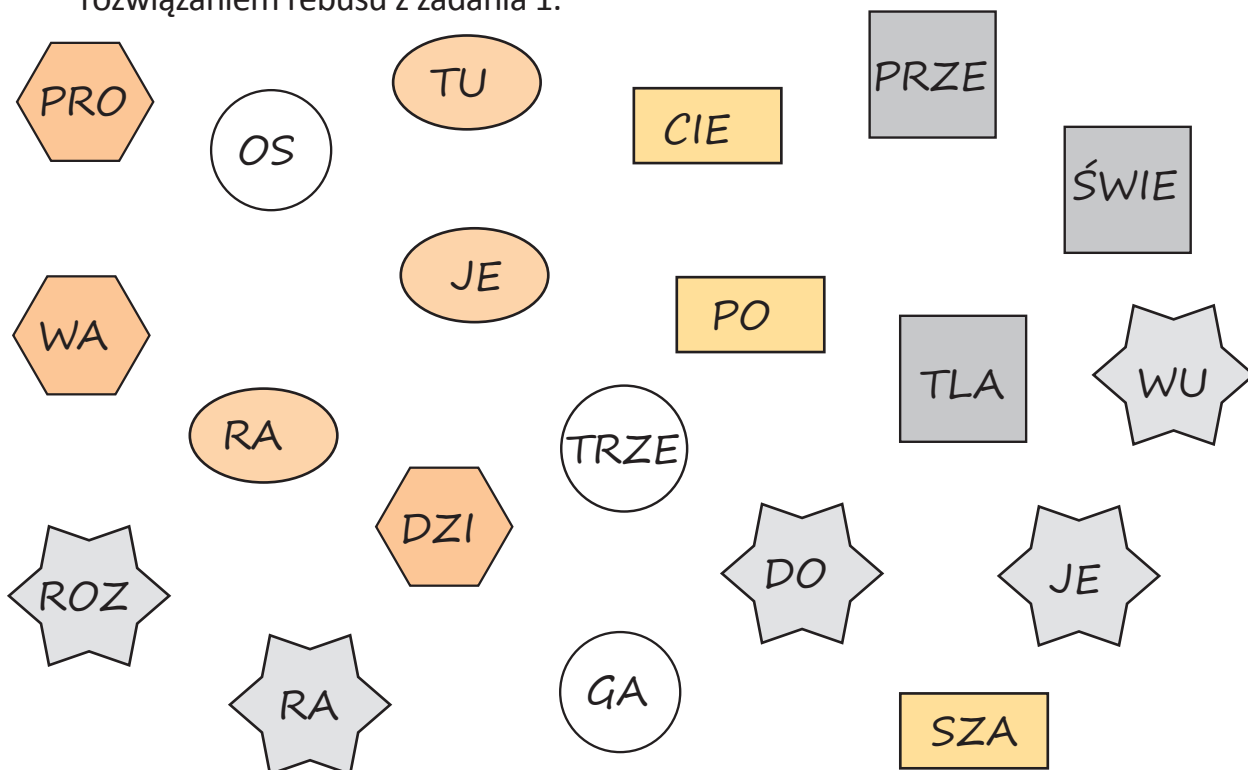 rozwiązaniem rebusu z zadania 1.
PRO
OS
TU
CIE
PRZE
ŚWIE
WA
JE
PO
TLA
WU
RA
TRZE
DZI
ROZ
DO
JE
RA
GA
SZA